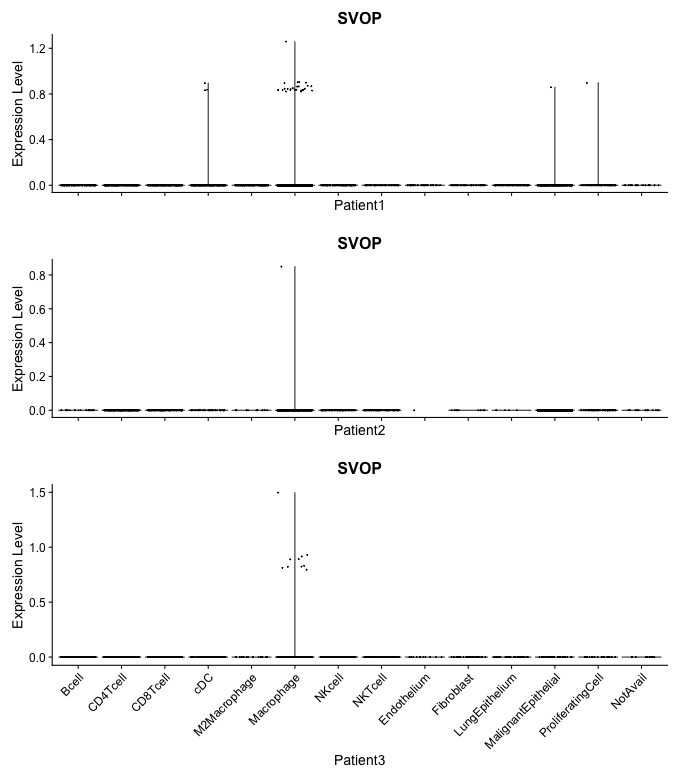 SVOP
Expression Level
1.2
0.8
0.4
0.0
Patient1
SVOP
Expression Level
0.8
0.6
0.4
0.2
0.0
Patient2
SVOP
Expression Level
1.5
1.0
0.5
0.0
Bcell
CD4Tcell
CD8Tcell
cDC
M2Macrophage
Macrophage
NKcell
NKTcell
Endothelium
Fibroblast
LungEpithelium
MalignantEpithelial
ProliferatingCell
NotAvail
Patient3